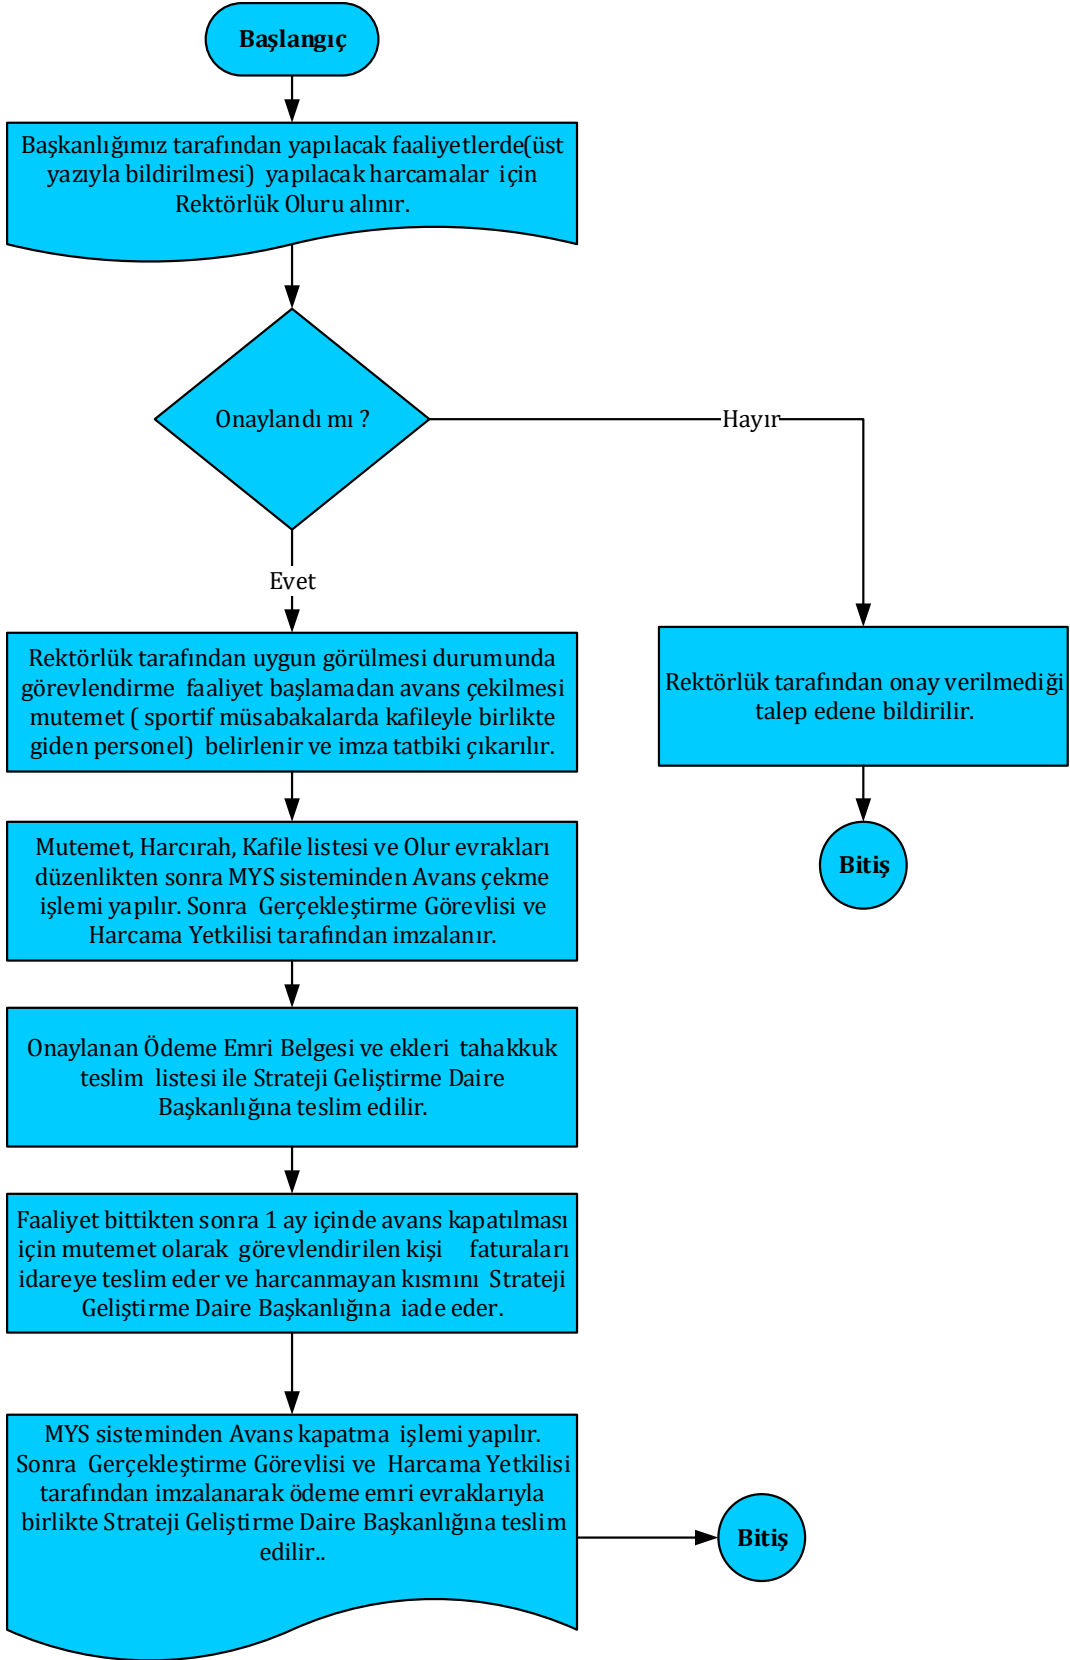 Başlangıç
Başkanlığımız tarafından yapılacak faaliyetlerde(üst
yazıyla bildirilmesi) yapılacak harcamalar için
Rektörlük Oluru alınır.
Onaylandı mı ?
Hayır
Evet
Rektörlük tarafından uygun görülmesi durumunda
görevlendirme faaliyet başlamadan avans çekilmesi
mutemet ( sportif müsabakalarda kafileyle birlikte
giden personel) belirlenir ve imza tatbiki çıkarılır.
Rektörlük tarafından onay verilmediği
talep edene bildirilir.
Mutemet, Harcırah, Kafile listesi ve Olur evrakları
düzenlikten sonra MYS sisteminden Avans çekme
işlemi yapılır. Sonra Gerçekleştirme Görevlisi ve
Harcama Yetkilisi tarafından imzalanır.
Bitiş
Onaylanan Ödeme Emri Belgesi ve ekleri tahakkuk
teslim listesi ile Strateji Geliştirme Daire
Başkanlığına teslim edilir.
Faaliyet bittikten sonra 1 ay içinde avans kapatılması
için mutemet olarak görevlendirilen kişi faturaları
idareye teslim eder ve harcanmayan kısmını Strateji
Geliştirme Daire Başkanlığına iade eder.
MYS sisteminden Avans kapatma işlemi yapılır.
Sonra Gerçekleştirme Görevlisi ve Harcama Yetkilisi
tarafından imzalanarak ödeme emri evraklarıyla
birlikte Strateji Geliştirme Daire Başkanlığına teslim
edilir..
Bitiş